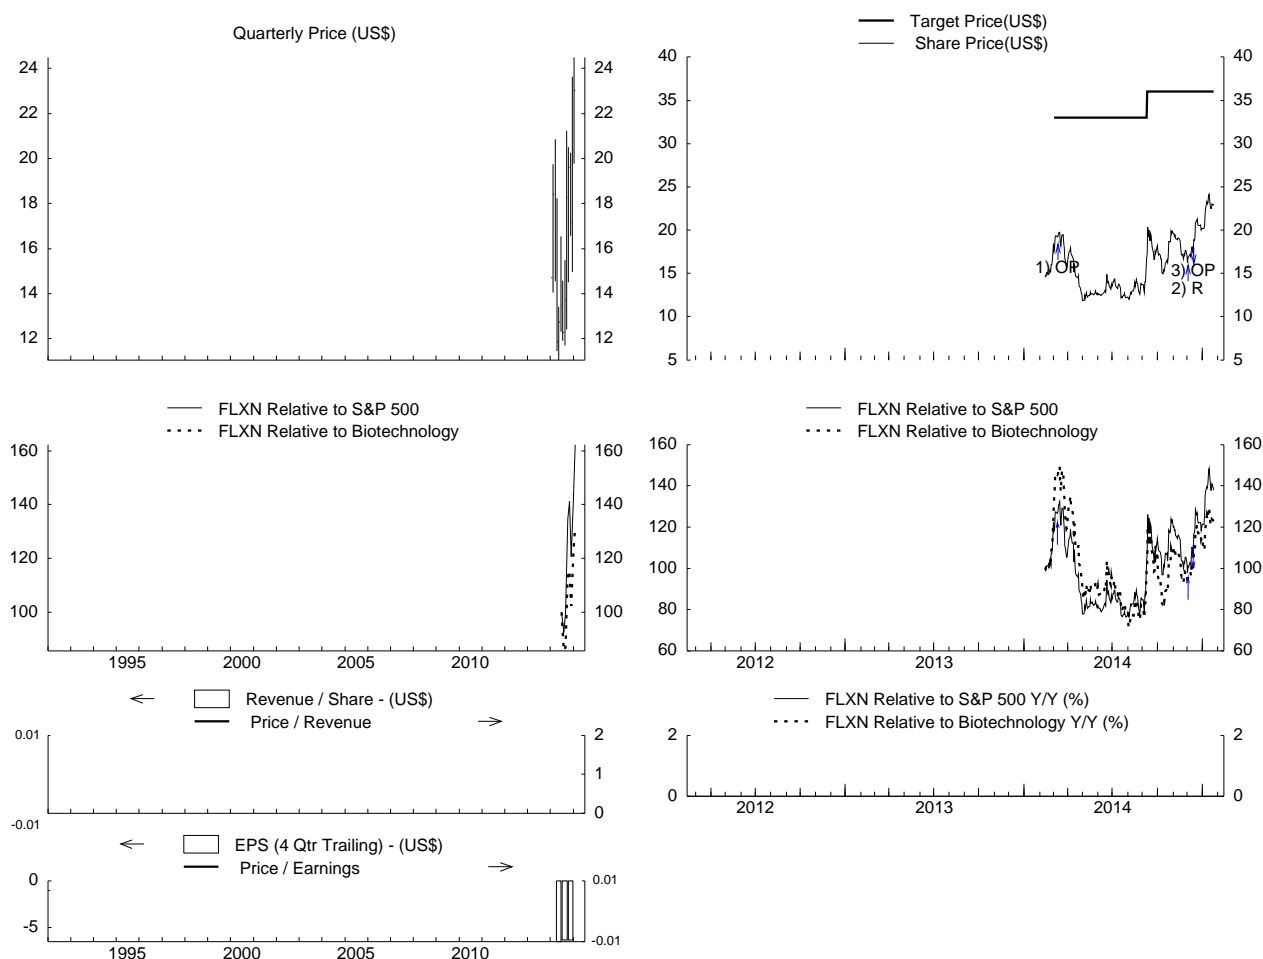 Quarterly Price (US$)
24 24
22 22
20 20
18 18
16 16
14 14
12 12
Target Price(US$)
Share Price(US$)
40 40
35 35
30 30
25 25
20 20
1) OP 3) OP
15 15
2) R
10 10
5 5
FLXN Relative to S&P 500
FLXN Relative to Biotechnology
160 160
140 140
120 120
100 100
1995 2000 2005 2010
FLXN Relative to S&P 500
FLXN Relative to Biotechnology
160 160
140 140
120 120
100 100
80 80
60 60
2012 2013 2014
Revenue / Share - (US$)
Price / Revenue
0.01 2
1
0
-0.01
FLXN Relative to S&P 500 Y/Y (%)
FLXN Relative to Biotechnology Y/Y (%)
2 2
0 0
2012 2013 2014
EPS (4 Qtr Trailing) - (US$)
Price / Earnings
0 0.01
-5
-0.01
1995 2000 2005 2010